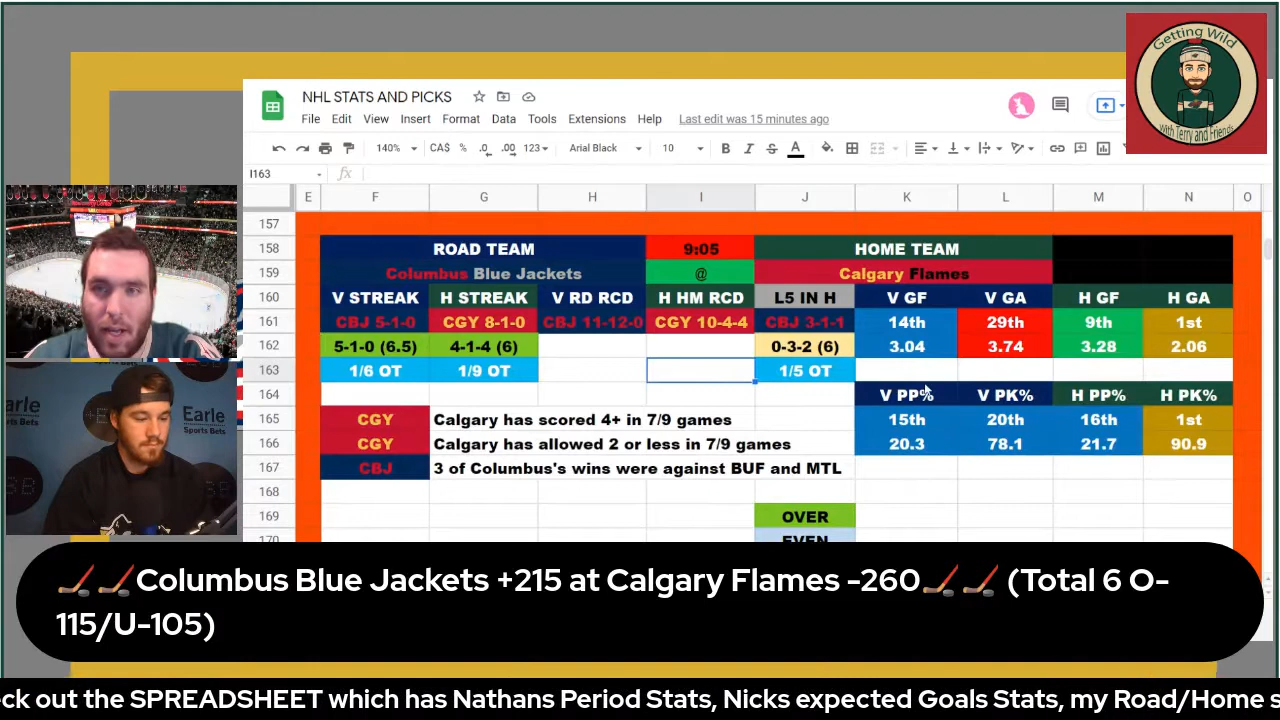 Getting Wild
With Terry and Friends
NHL STATS AND PICKS
File Edit View Insert Format Data Tools Extensions Help Last edit was 15 minutes ago
140% CA$ % .0 .00 123 Arial Black 10 B I S A
I163 fx
E F G H I J K L M N O
157
158 ROAD TEAM 9:05 HOME TEAM
159 Columbus Blue Jackets @ Calgary Flames
160 V STREAK H STREAK V RD RCD H HM RCD L5 IN H V GF V GA H GF H GA
161 CBJ 5-1-0 CGY 8-1-0 CBJ 11-12-0 CGY 10-4-4 CBJ 3-1-1 14th 29th 9th 1st
162 5-1-0 (6.5) 4-1-4 (6) 0-3-2 (6) 3.04 3.74 3.28 2.06
163 1/6 OT 1/9 OT 1/5 OT
164 V PP% V PK% H PP% H PK%
165 CGY Calgary has scored 4+ in 7/9 games 15th 20th 16th 1st
166 CGY Calgary has allowed 2 or less in 7/9 games 20.3 78.1 21.7 90.9
167 CBJ 3 of Columbus's wins were against BUF and MTL
168
169 OVER
170 EVEN
Earle
Sports Bets
🏒🏒Columbus Blue Jackets +215 at Calgary Flames -260🏒🏒 (Total 6 O-
115/U-105)
eck out the SPREADSHEET which has Nathans Period Stats, Nicks expected Goals Stats, my Road/Home s